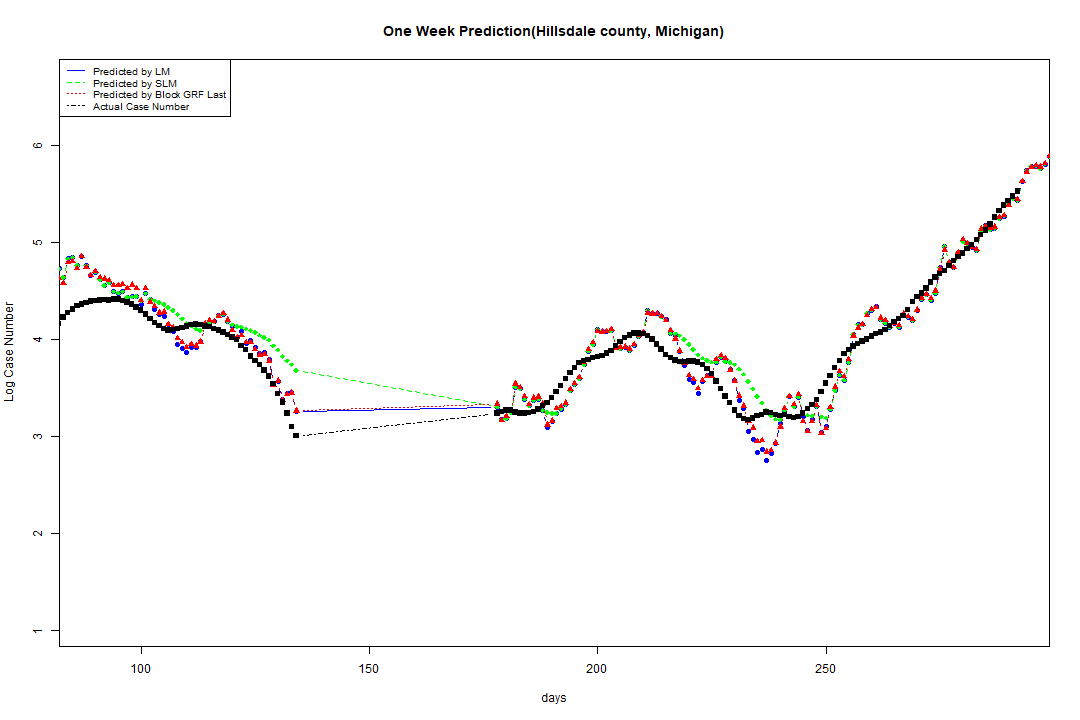 One Week Prediction(Hillsdale county, Michigan)
Predicted by LM
Predicted by SLM
Predicted by Block GRF Last
Actual Case Number
6
5
4
3
2
1
Log Case Number
100 150 200 250
days